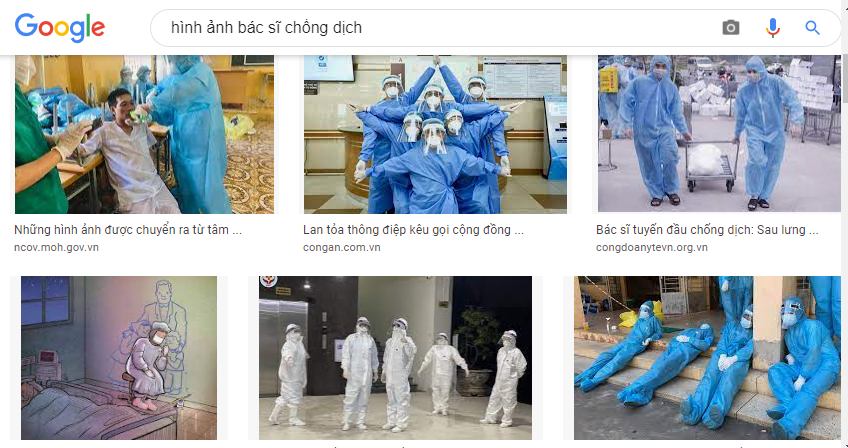 Google
hình ảnh bác sĩ chống dịch
Những hình ảnh được chuyển ra từ tâm ...
ncov.moh.gov.vn
Lan tỏa thông điệp kêu gọi cộng đồng ...
congan.com.vn
Bác sĩ tuyến đầu chống dịch: Sau lưng ...
congdoanytevn.org.vn